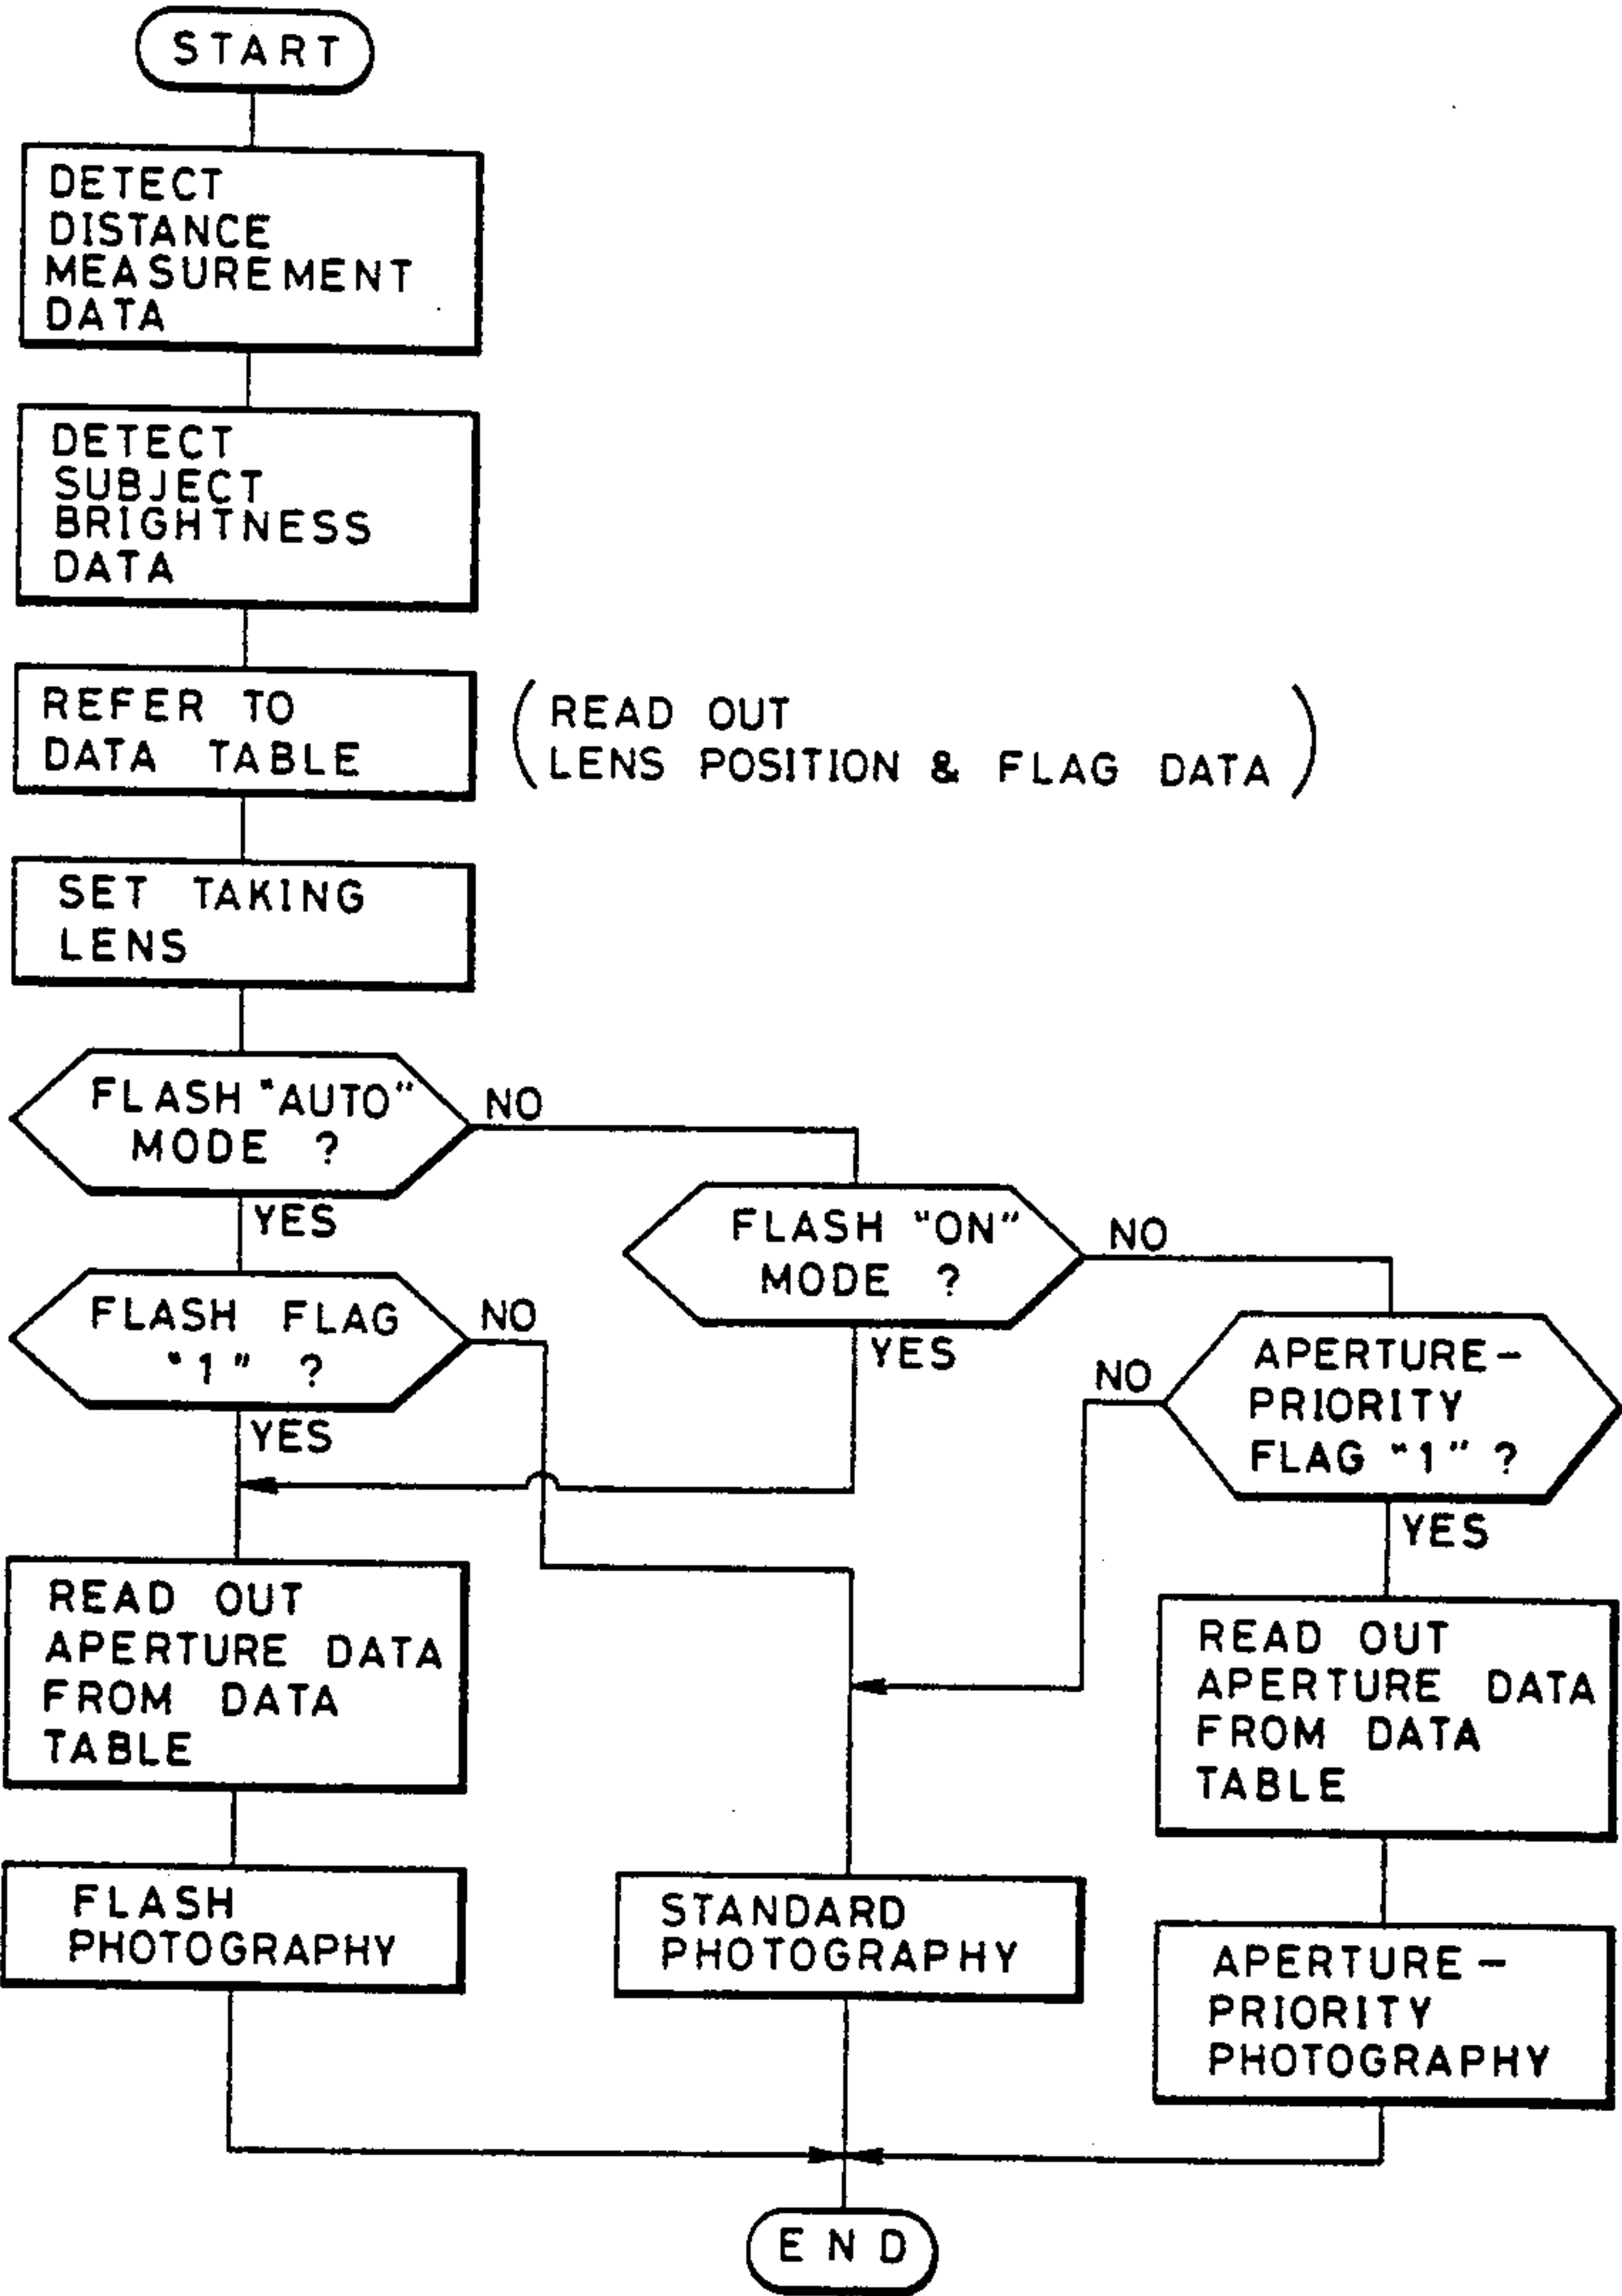 START
DETECT
DISTANCE
MEASUREMENT
DATA
DETECT
SUBJECT
BRIGHTNESS
DATA
REFER TO
DATA TABLE
READ OUT
LENS POSITION & FLAG DATA
SET TAKING
LENS
FLASH "AUTO"
MODE ?
NO
YES
FLASH "ON"
MODE ?
NO
YES
FLASH FLAG
"1" ?
NO
YES
APERTURE-
PRIORITY
FLAG "1" ?
NO
YES
READ OUT
APERTURE DATA
FROM DATA
TABLE
READ OUT
APERTURE DATA
FROM DATA
TABLE
FLASH
PHOTOGRAPHY
STANDARD
PHOTOGRAPHY
APERTURE-
PRIORITY
PHOTOGRAPHY
END